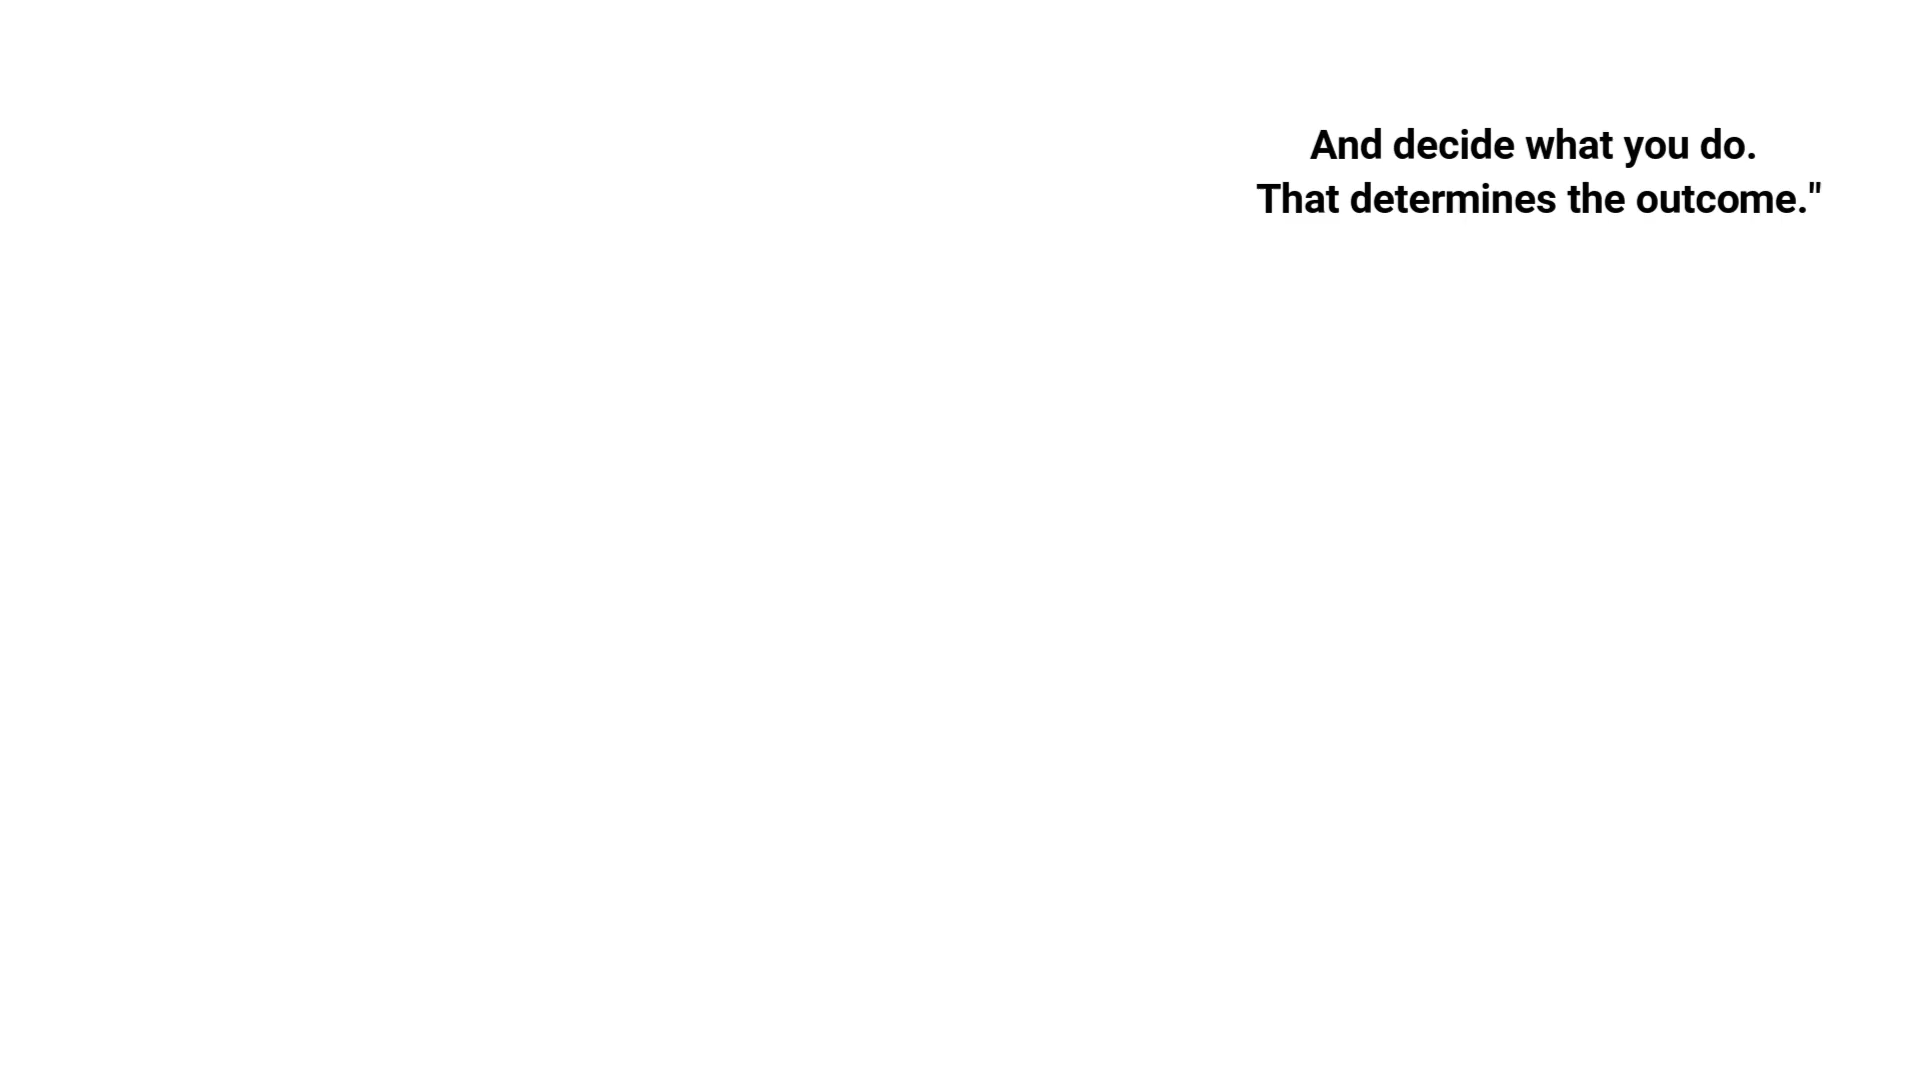 And decide what you do.
That determines the outcome."